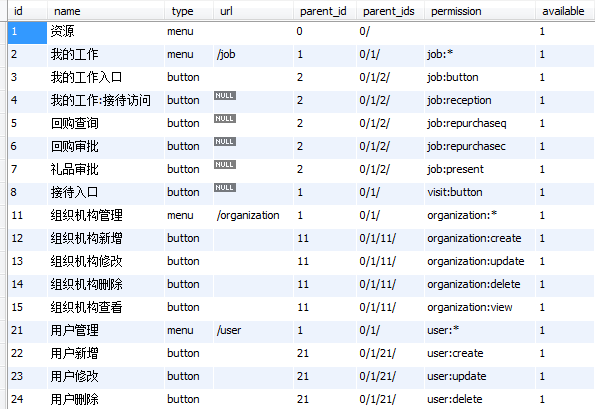 id name type url parent_id parent_ids permission available
1 资源 menu 0 0/ 1
2 我的工作 menu /job 1 0/1/ job:* 1
3 我的工作入口 button 2 0/1/2/ job:button 1
4 我的工作:接待访问 button NULL 2 0/1/2/ job:reception 1
5 回购查询 button NULL 2 0/1/2/ job:repurchaseq 1
6 回购审批 button NULL 2 0/1/2/ job:repurchasec 1
7 礼品审批 button NULL 2 0/1/2/ job:present 1
8 接待入口 button NULL 1 0/1/ visit:button 1
11 组织机构管理 menu /organization 1 0/1/ organization:* 1
12 组织机构新增 button 11 0/1/11/ organization:create 1
13 组织机构修改 button 11 0/1/11/ organization:update 1
14 组织机构删除 button 11 0/1/11/ organization:delete 1
15 组织机构查看 button 11 0/1/11/ organization:view 1
21 用户管理 menu /user 1 0/1/ user:* 1
22 用户新增 button 21 0/1/21/ user:create 1
23 用户修改 button 21 0/1/21/ user:update 1
24 用户删除 button 21 0/1/21/ user:delete 1